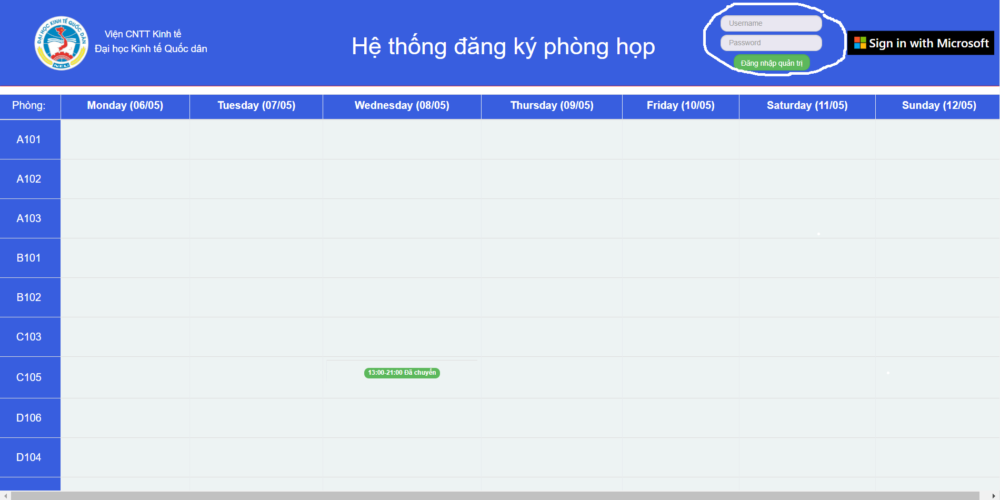 ĐẠI HỌC KINH TẾ QUỐC DÂN
NEU
Viện CNTT Kinh tế
Đại học Kinh tế Quốc dân
Hệ thống đăng ký phòng họp
Username
Password
Đăng nhập quản trị
Sign in with Microsoft
Phòng: Monday (06/05) Tuesday (07/05) Wednesday (08/05) Thursday (09/05) Friday (10/05) Saturday (11/05) Sunday (12/05)
A101
A102
A103
B101
B102
C103
C105 13:00-21:00 Đã chuyển
D106
D104